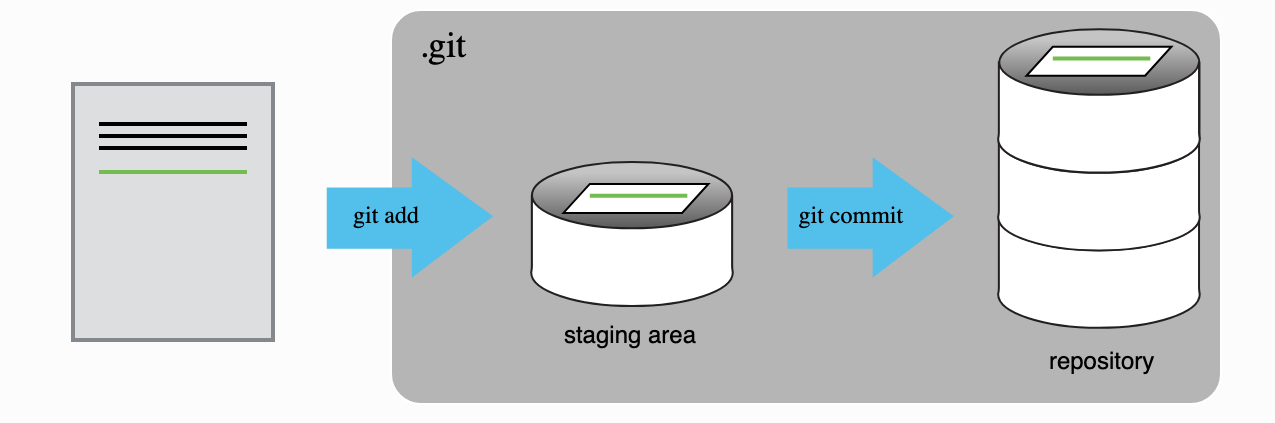 .git
git add
git commit
staging area
repository